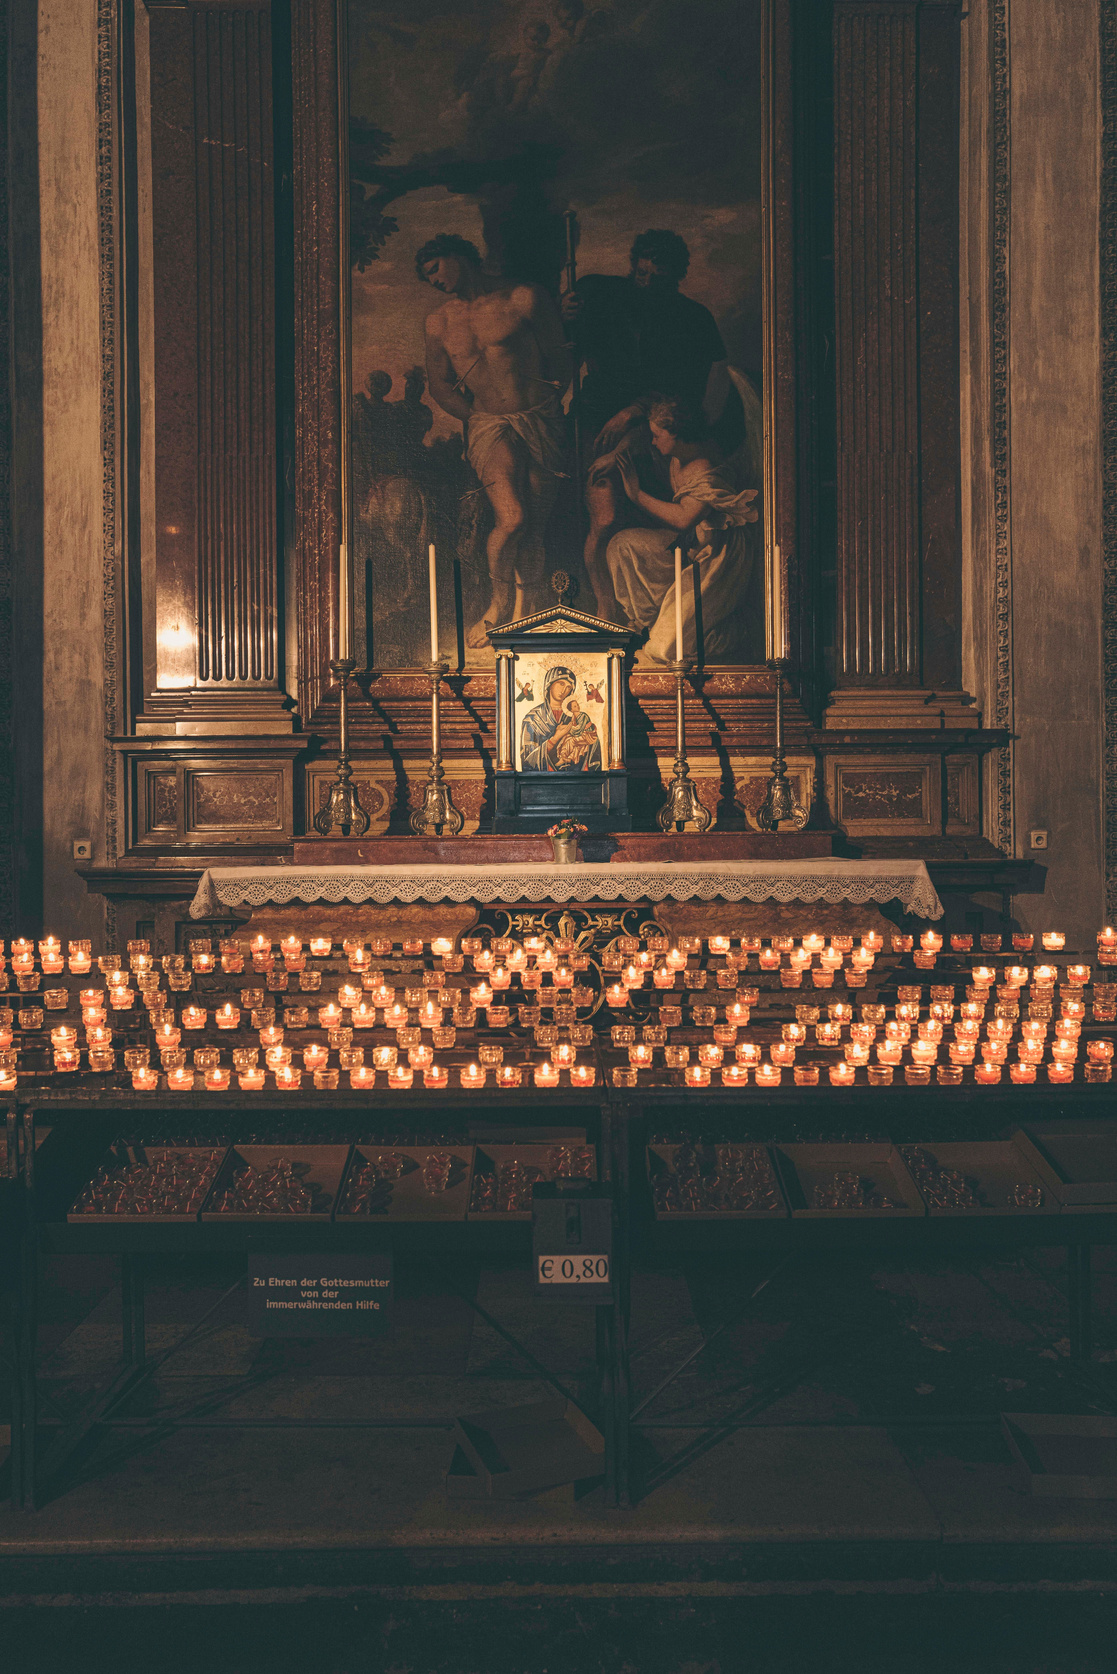 Zu Ehren der Gottesmutter
von der
immerwährenden Hilfe
€ 0,80